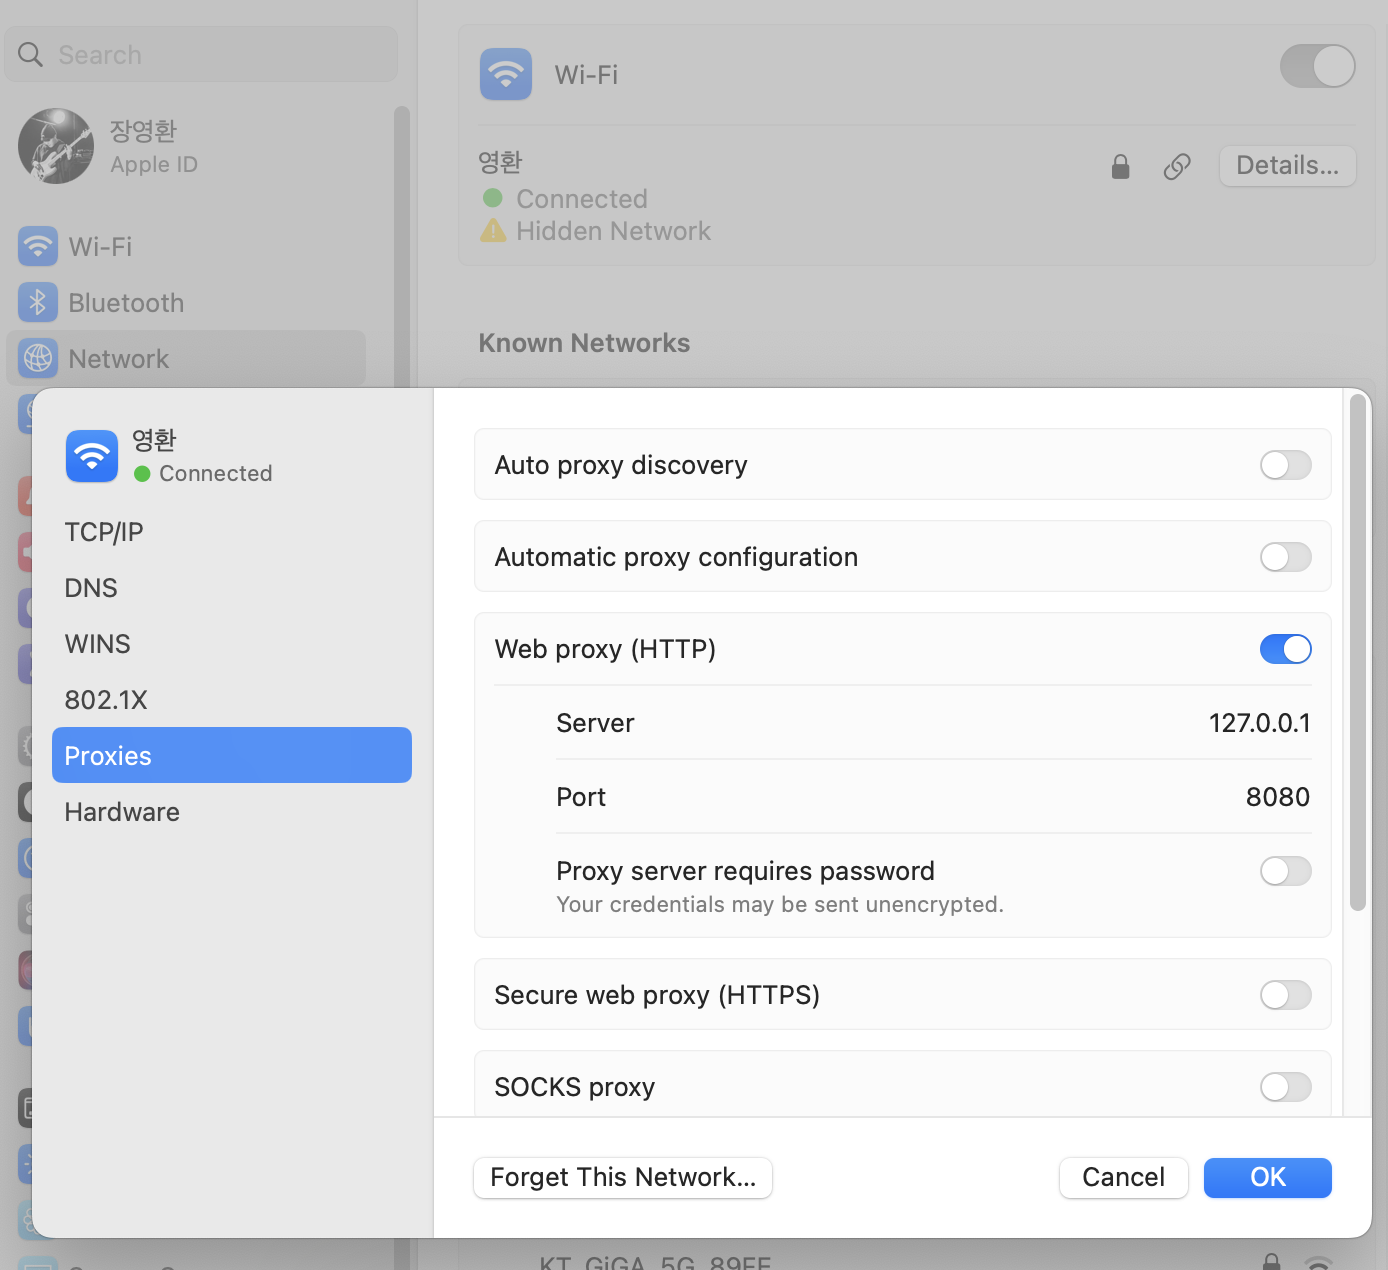 Search
장영환
Apple ID
Wi-Fi
Bluetooth
Network
Wi-Fi
영환
Connected
Hidden Network
Details...
Known Networks
영환
Connected
TCP/IP
DNS
WINS
802.1X
Proxies
Hardware
Auto proxy discovery
Automatic proxy configuration
Web proxy (HTTP)
Server 127.0.0.1
Port 8080
Proxy server requires password
Your credentials may be sent unencrypted.
Secure web proxy (HTTPS)
SOCKS proxy
Forget This Network...
Cancel
OK
KT_GiGA_5G_89FE